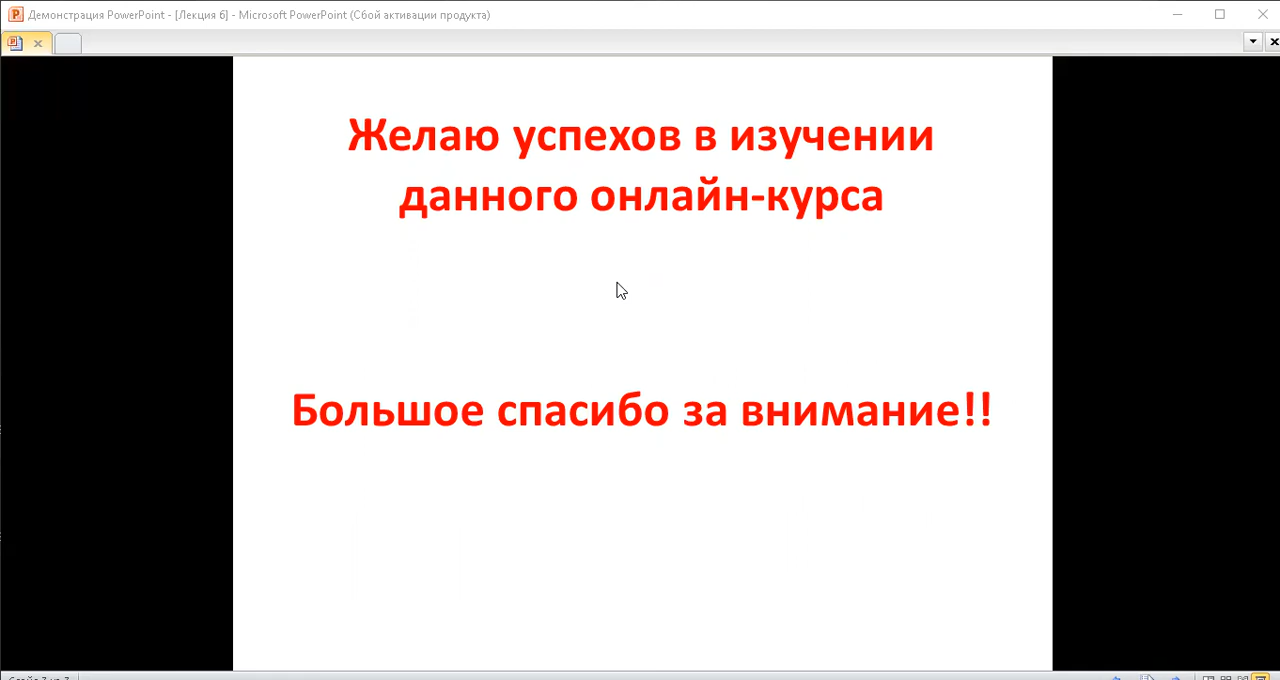 Демонстрация PowerPoint - [Лекция 6] - Microsoft PowerPoint (Сбой активации продукта)
Желаю успехов в изучении
данного онлайн-курса
Большое спасибо за внимание!!